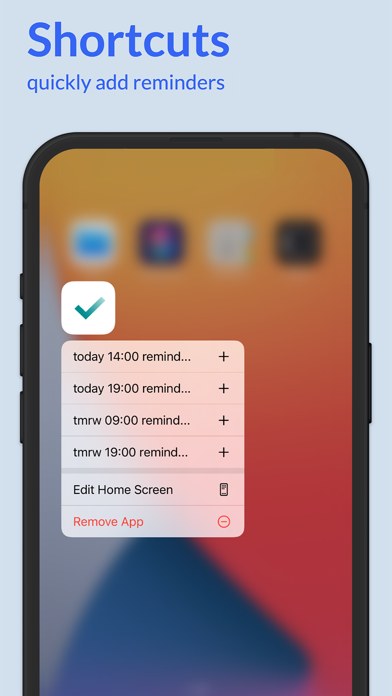 Shortcuts
quickly add reminders
today 14:00 remind...
today 19:00 remind...
tmrw 09:00 remind...
tmrw 19:00 remind...
Edit Home Screen
Remove App